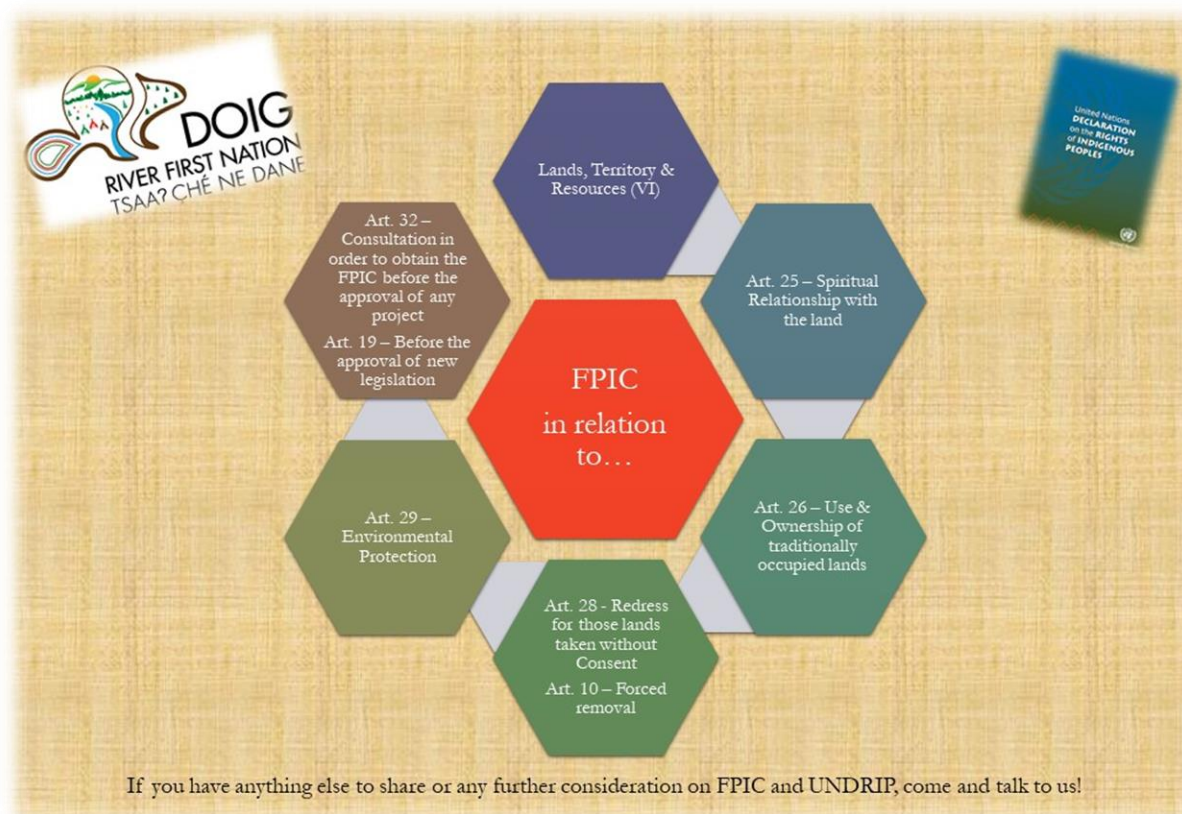 DOIG
RIVER FIRST NATION
TSAA? CHÉ NE DANE
United Nations
DECLARATION
on the RIGHTS
of INDIGENOUS
PEOPLES
Lands, Territory &
Resources (VI)
Art. 25 – Spiritual
Relationship with
the land
Art. 26 – Use &
Ownership of
traditionally
occupied lands
Art. 28 - Redress
for those lands
taken without
Consent
Art. 10 – Forced
removal
Art. 29 –
Environmental
Protection
Art. 32 –
Consultation in
order to obtain the
FPIC before the
approval of any
project
Art. 19 – Before the
approval of new
legislation
FPIC
in relation
to…
If you have anything else to share or any further consideration on FPIC and UNDRIP, come and talk to us!